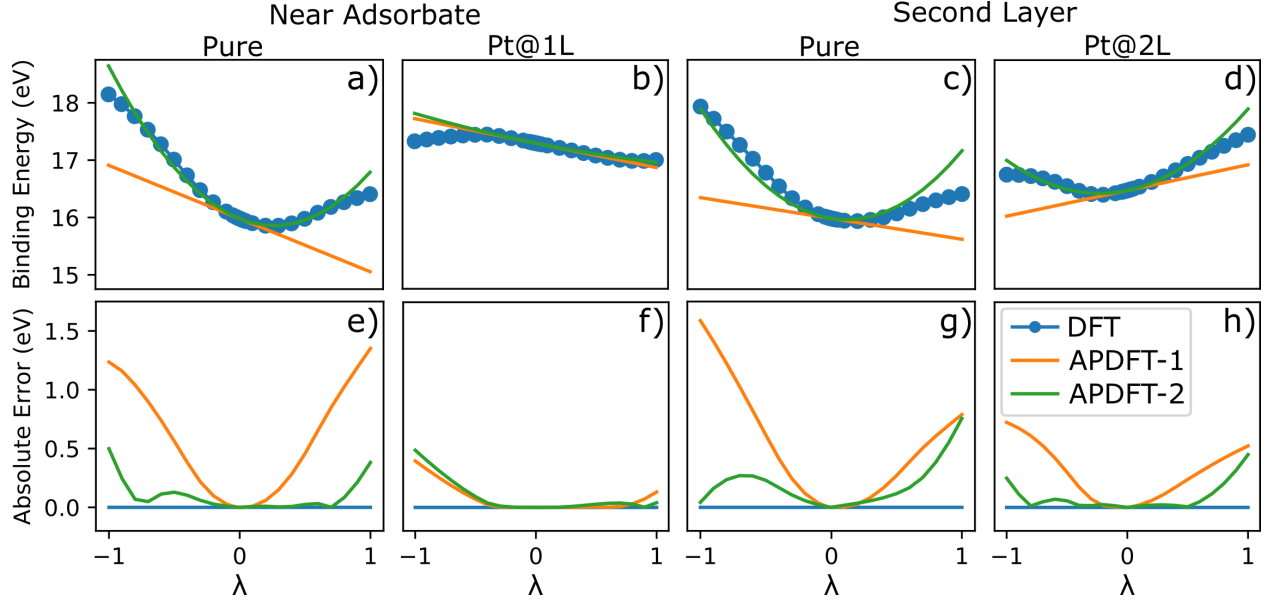 Near Adsorbate
Second Layer
Pure
Pt@1L
Pure
Pt@2L
Binding Energy (eV)
18
17
16
15
a)
b)
c)
d)
Absolute Error (eV)
1.5
1.0
0.5
0.0
e)
f)
g)
h)
DFT
APDFT-1
APDFT-2
−1 0 1
−1 0 1
−1 0 1
−1 0 1
λ
λ
λ
λ